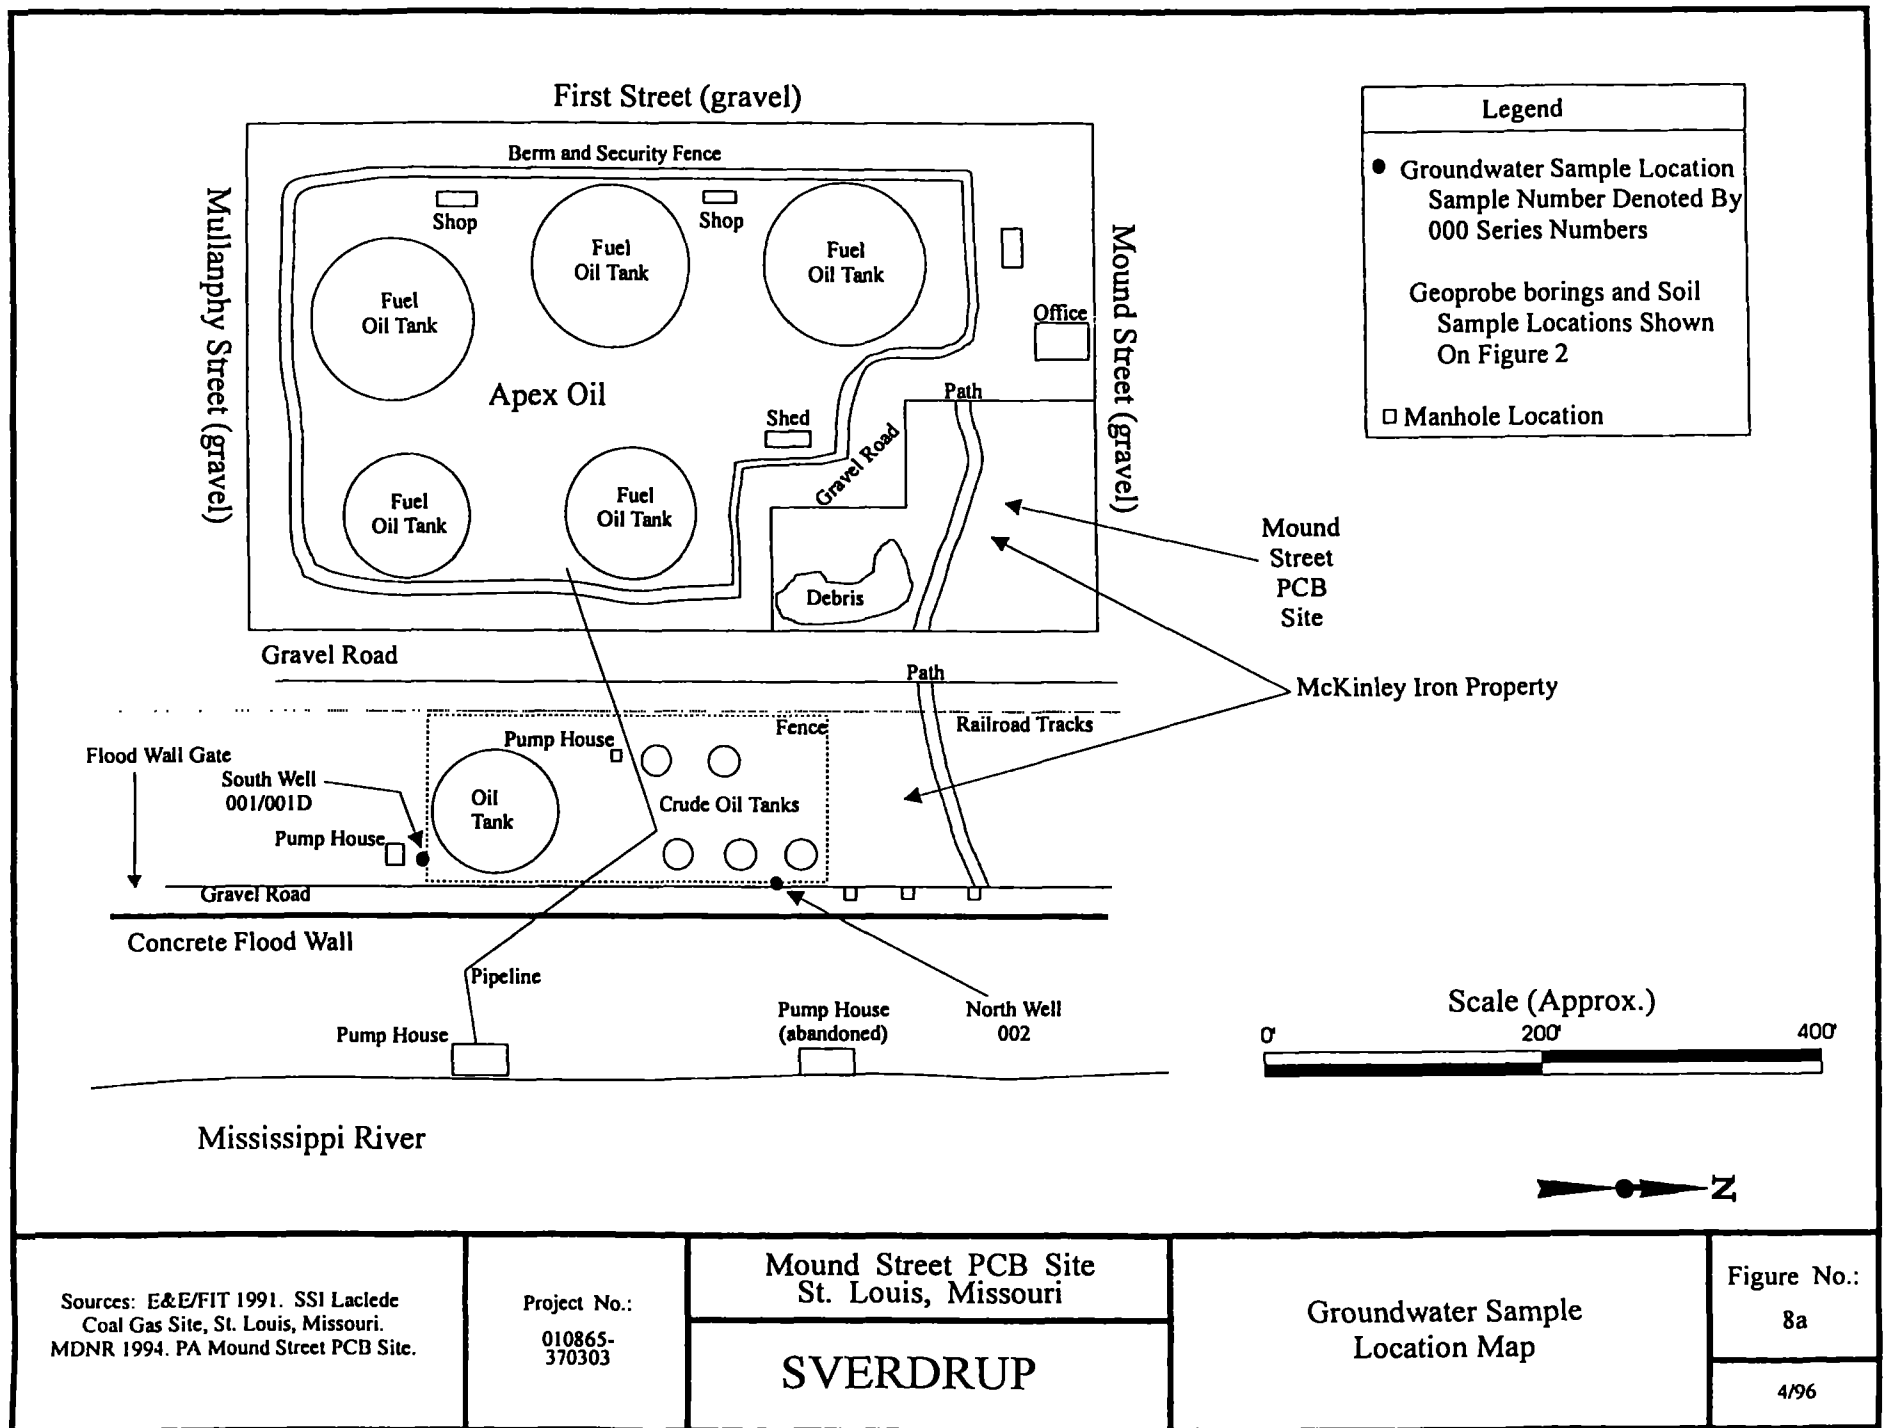 First Street (gravel)
Berm and Security Fence
Mullanphy Street (gravel)
Shop
Shop
Fuel
Oil Tank
Fuel
Oil Tank
Fuel
Oil Tank
Mound Street (gravel)
Office
Apex Oil
Path
Shed
Gravel Road
Fuel
Oil Tank
Fuel
Oil Tank
Debris
Mound
Street
PCB
Site
Gravel Road
Path
McKinley Iron Property
Fence
Railroad Tracks
Pump House
Flood Wall Gate
South Well
001/001D
Oil
Tank
Crude Oil Tanks
Pump House
Gravel Road
Concrete Flood Wall
Pipeline
Pump House
Pump House
(abandoned)
North Well
002
Mississippi River
Legend
Groundwater Sample Location
Sample Number Denoted By
000 Series Numbers
Geoprobe borings and Soil
Sample Locations Shown
On Figure 2
Manhole Location
Scale (Approx.)
0' 200' 400'
N
Sources: E&E/FIT 1991. SSI Laclede
Coal Gas Site, St. Louis, Missouri.
MDNR 1994. PA Mound Street PCB Site.
Project No.:
010865-
370303
Mound Street PCB Site
St. Louis, Missouri
SVERDRUP
Groundwater Sample
Location Map
Figure No.:
8a
4/96